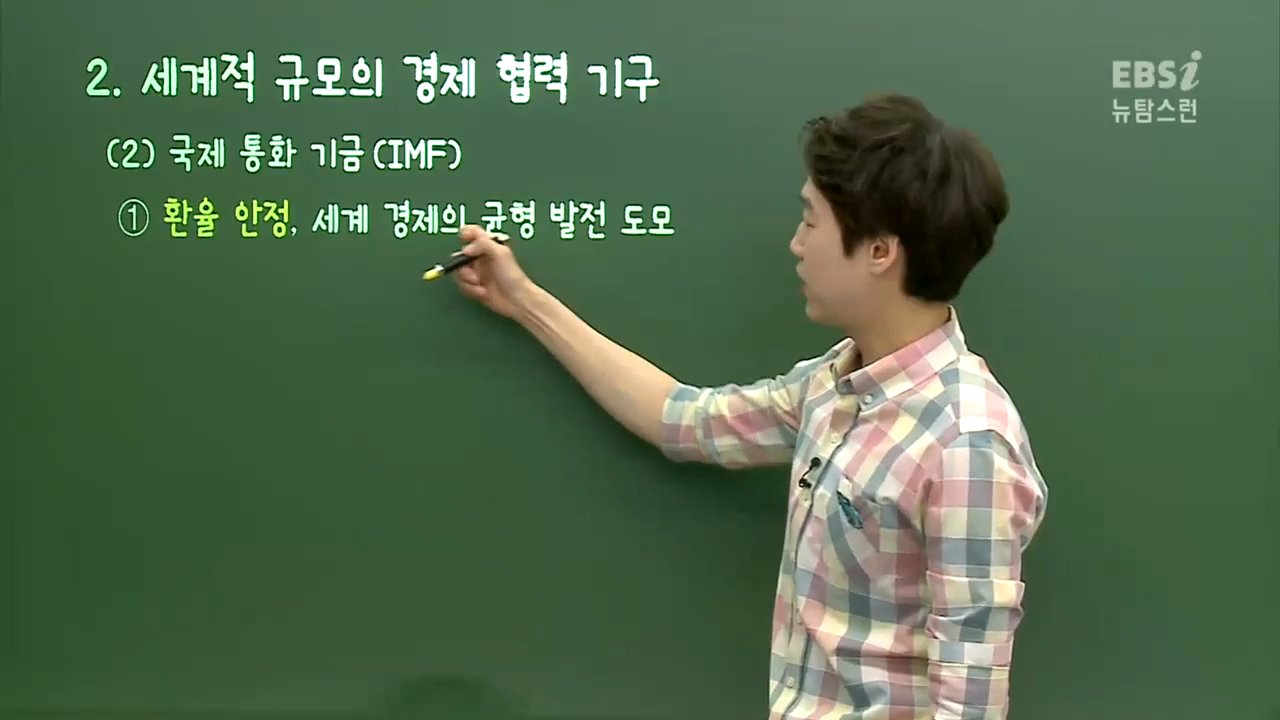 2. 세계적 규모의 경제 협력 기구
(2) 국제 통화 기금(IMF)
① 환율 안정, 세계 경제의 균형 발전 도모
EBSi
뉴탐스런